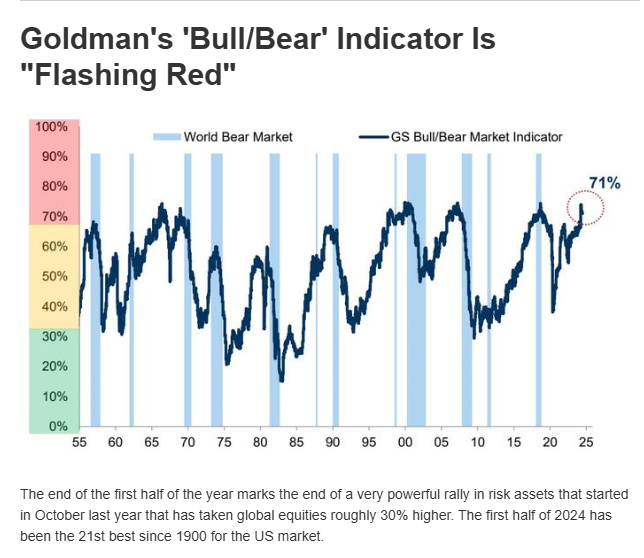 Goldman's 'Bull/Bear' Indicator Is
"Flashing Red"
World Bear Market
GS Bull/Bear Market Indicator
100%
90%
80%
70%
60%
50%
40%
30%
20%
10%
0%
71%
55 60 65 70 75 80 85 90 95 00 05 10 15 20 25
The end of the first half of the year marks the end of a very powerful rally in risk assets that started
in October last year that has taken global equities roughly 30% higher. The first half of 2024 has
been the 21st best since 1900 for the US market.